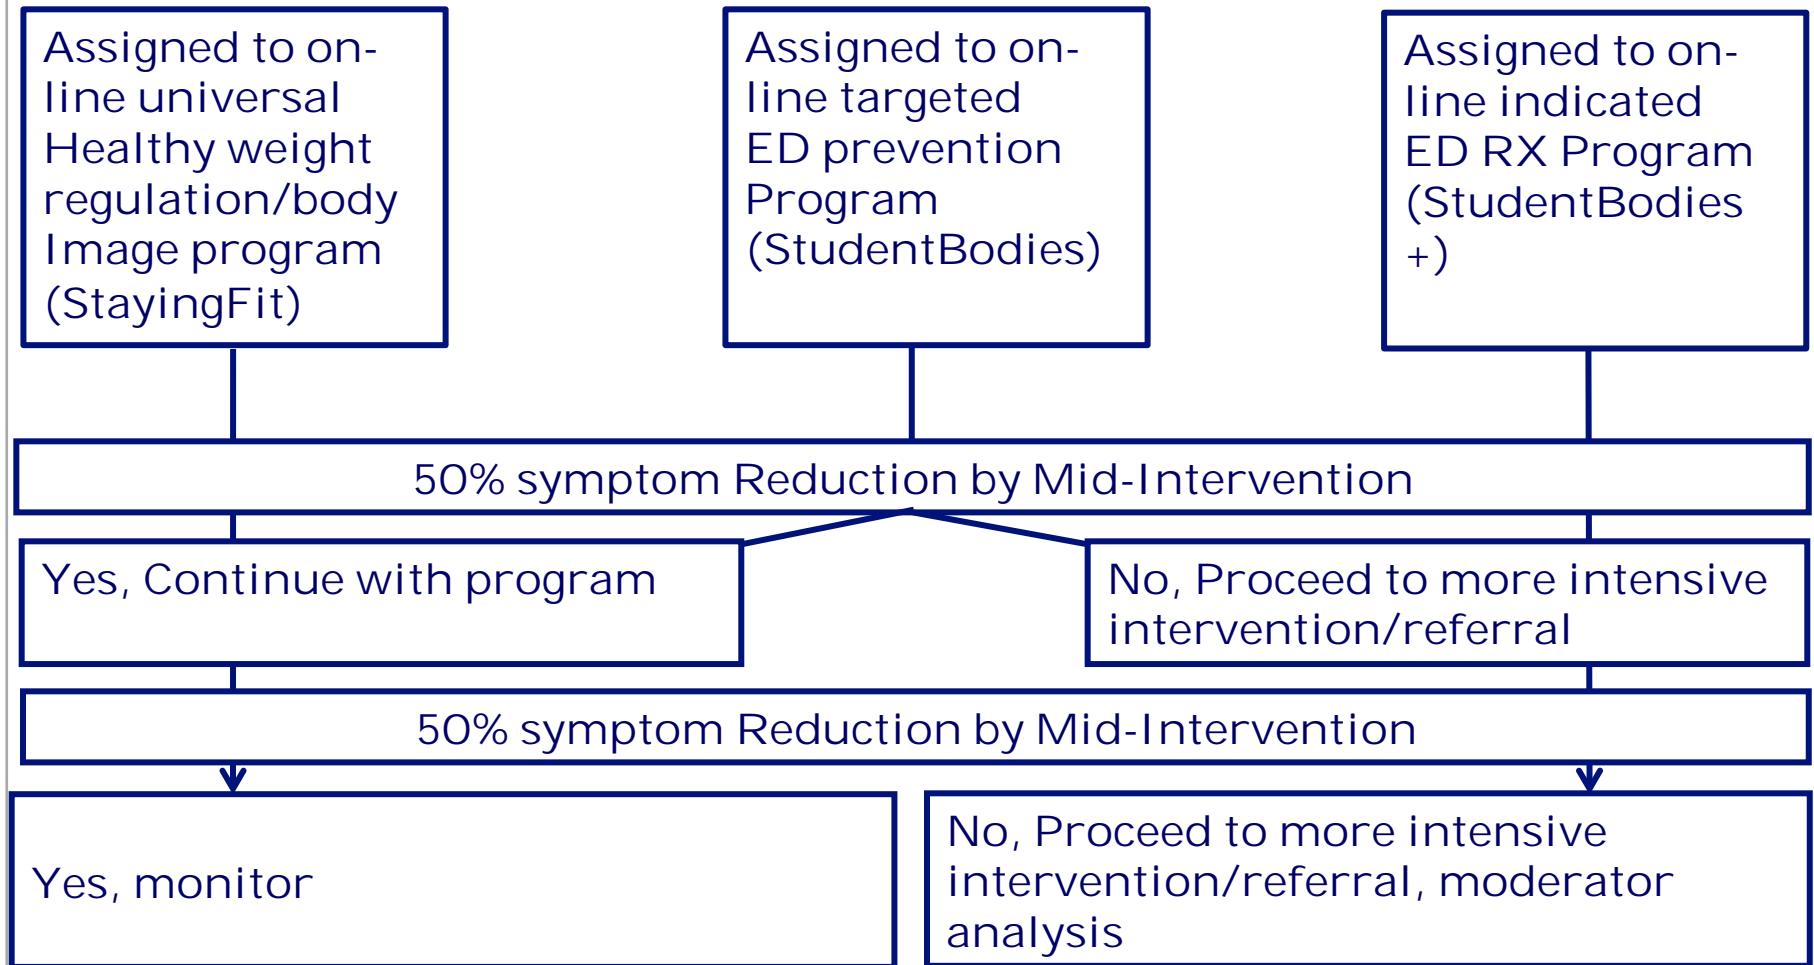 Assigned to on-
line universal
Healthy weight
regulation/body
Image program
(StayingFit)
Assigned to on-
line targeted
ED prevention
Program
(StudentBodies)
Assigned to on-
line indicated
ED RX Program
(StudentBodies
+)
50% symptom Reduction by Mid-Intervention
Yes, Continue with program
No, Proceed to more intensive
intervention/referral
50% symptom Reduction by Mid-Intervention
Yes, monitor
No, Proceed to more intensive
intervention/referral, moderator
analysis